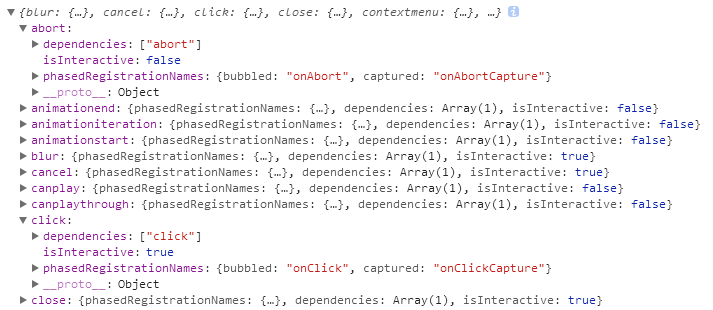 {blur: {…}, cancel: {…}, click: {…}, close: {…}, contextmenu: {…}, …} i
abort:
dependencies: ["abort"]
isInteractive: false
phasedRegistrationNames: {bubbled: "onAbort", captured: "onAbortCapture"}
__proto__: Object
animationend: {phasedRegistrationNames: {…}, dependencies: Array(1), isInteractive: false}
animationiteration: {phasedRegistrationNames: {…}, dependencies: Array(1), isInteractive: false}
animationstart: {phasedRegistrationNames: {…}, dependencies: Array(1), isInteractive: false}
blur: {phasedRegistrationNames: {…}, dependencies: Array(1), isInteractive: true}
cancel: {phasedRegistrationNames: {…}, dependencies: Array(1), isInteractive: true}
canplay: {phasedRegistrationNames: {…}, dependencies: Array(1), isInteractive: false}
canplaythrough: {phasedRegistrationNames: {…}, dependencies: Array(1), isInteractive: false}
click:
dependencies: ["click"]
isInteractive: true
phasedRegistrationNames: {bubbled: "onClick", captured: "onClickCapture"}
__proto__: Object
close: {phasedRegistrationNames: {…}, dependencies: Array(1), isInteractive: true}